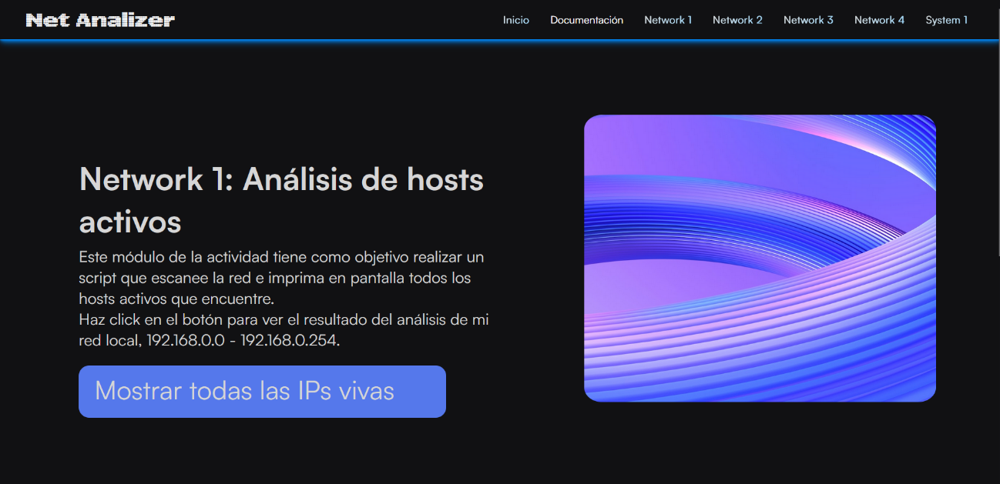 Net Analizer
Inicio Documentación Network 1 Network 2 Network 3 Network 4 System 1
Network 1: Análisis de hosts
activos
Este módulo de la actividad tiene como objetivo realizar un
script que escanee la red e imprima en pantalla todos los
hosts activos que encuentre.
Haz click en el botón para ver el resultado del análisis de mi
red local, 192.168.0.0 - 192.168.0.254.
Mostrar todas las IPs vivas